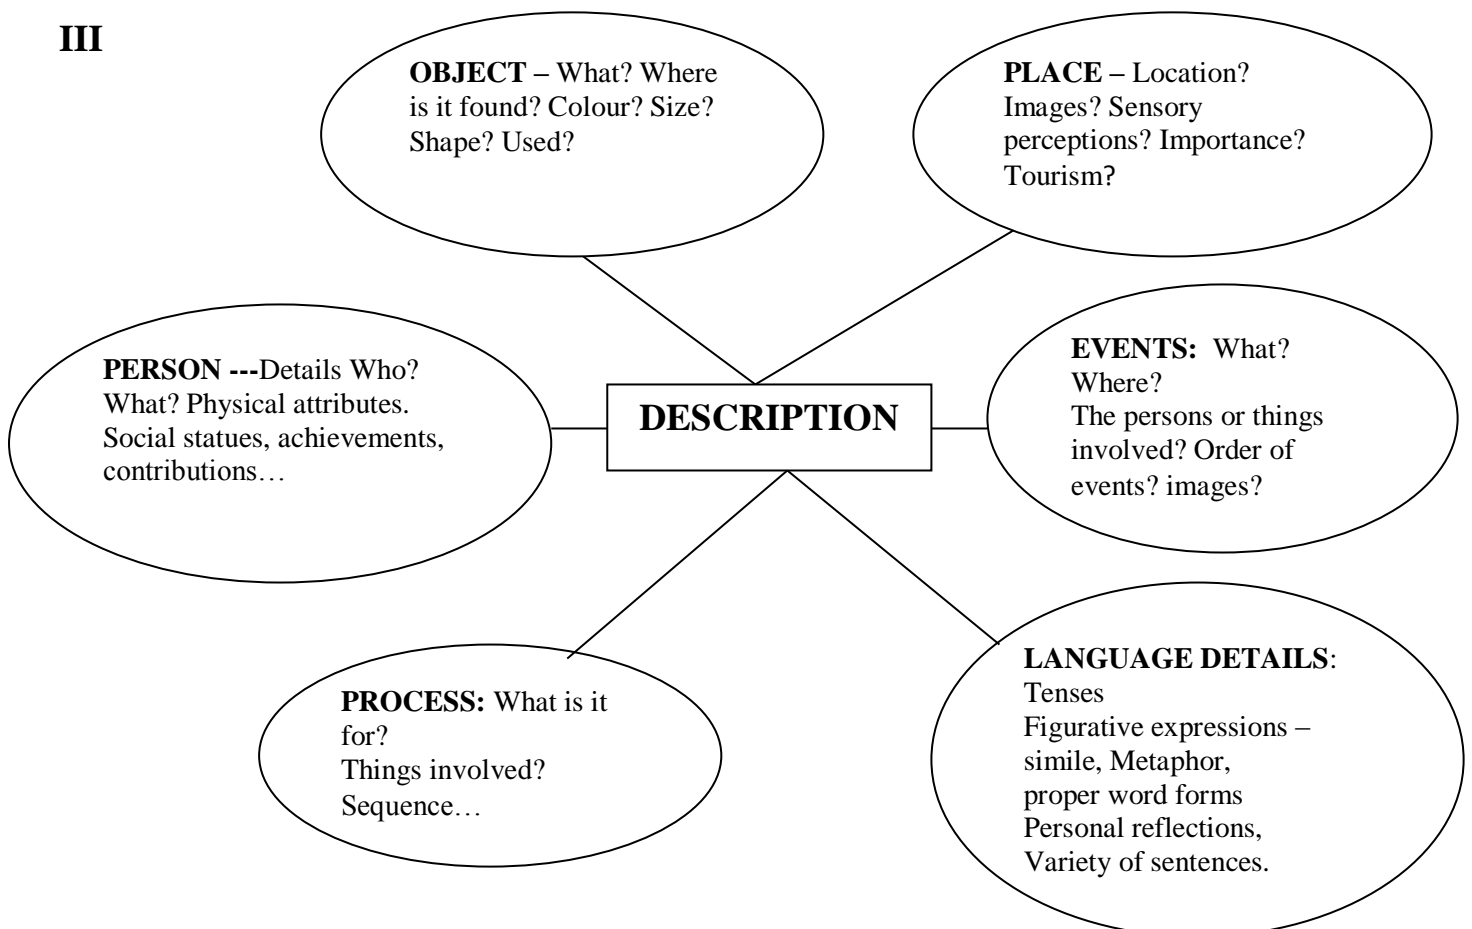 III
OBJECT – What? Where
is it found? Colour? Size?
Shape? Used?
PLACE – Location?
Images? Sensory
perceptions? Importance?
Tourism?
PERSON ---Details Who?
What? Physical attributes.
Social statues, achievements,
contributions…
DESCRIPTION
EVENTS: What?
Where?
The persons or things
involved? Order of
events? images?
PROCESS: What is it
for?
Things involved?
Sequence…
LANGUAGE DETAILS:
Tenses
Figurative expressions –
simile, Metaphor,
proper word forms
Personal reflections,
Variety of sentences.